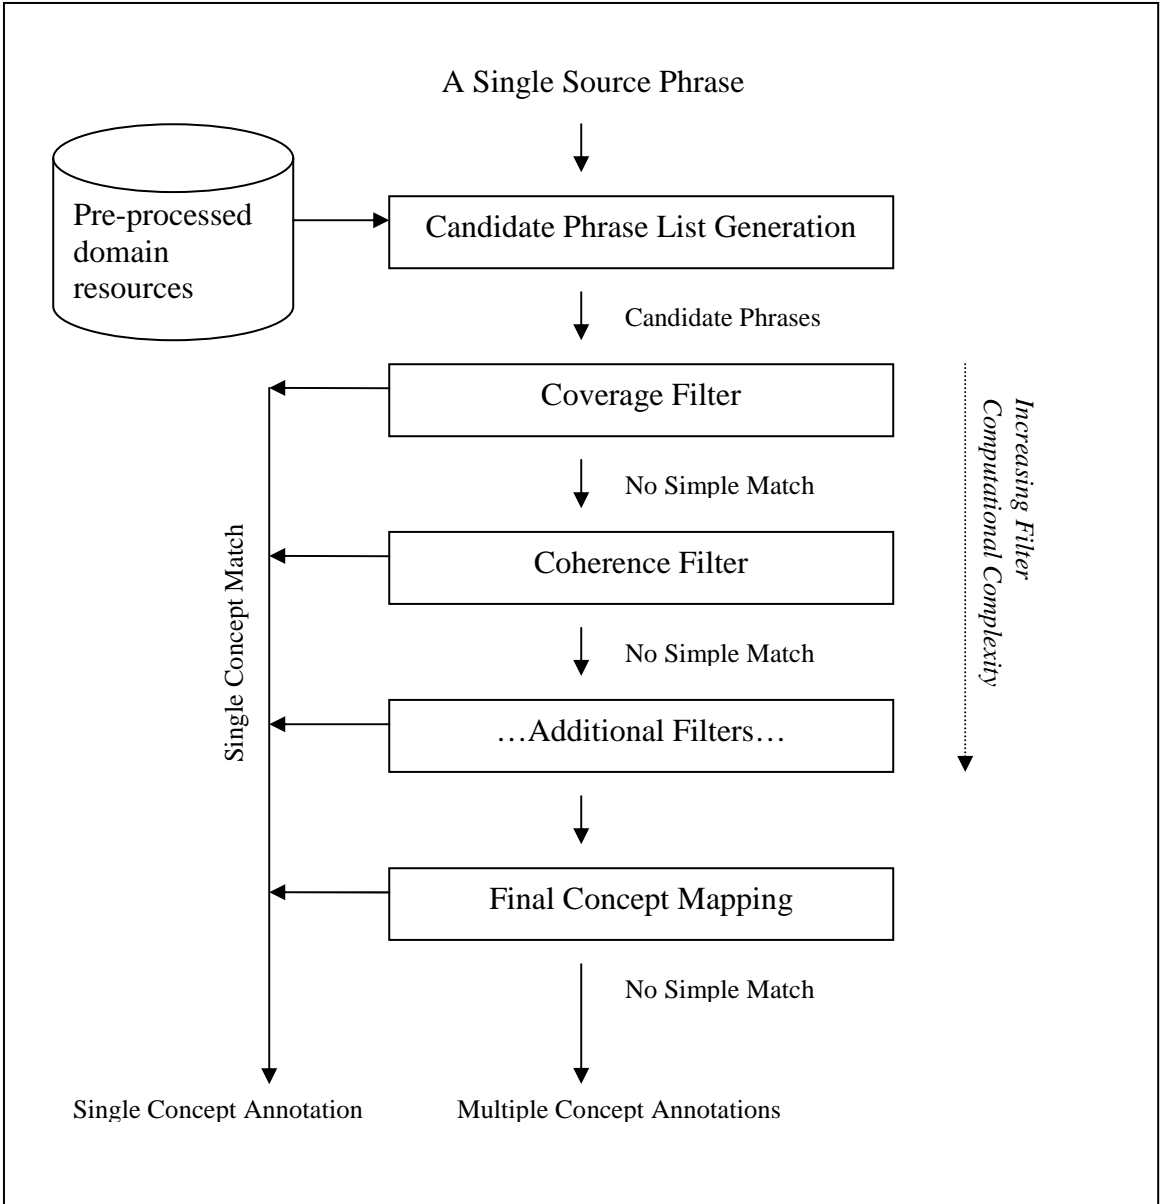 A Single Source Phrase
Pre-processed
domain
resources
Candidate Phrase List Generation
Candidate Phrases
Coverage Filter
Increasing Filter
Computational Complexity
No Simple Match
Single Concept Match
Coherence Filter
No Simple Match
…Additional Filters…
Final Concept Mapping
No Simple Match
Single Concept Annotation
Multiple Concept Annotations